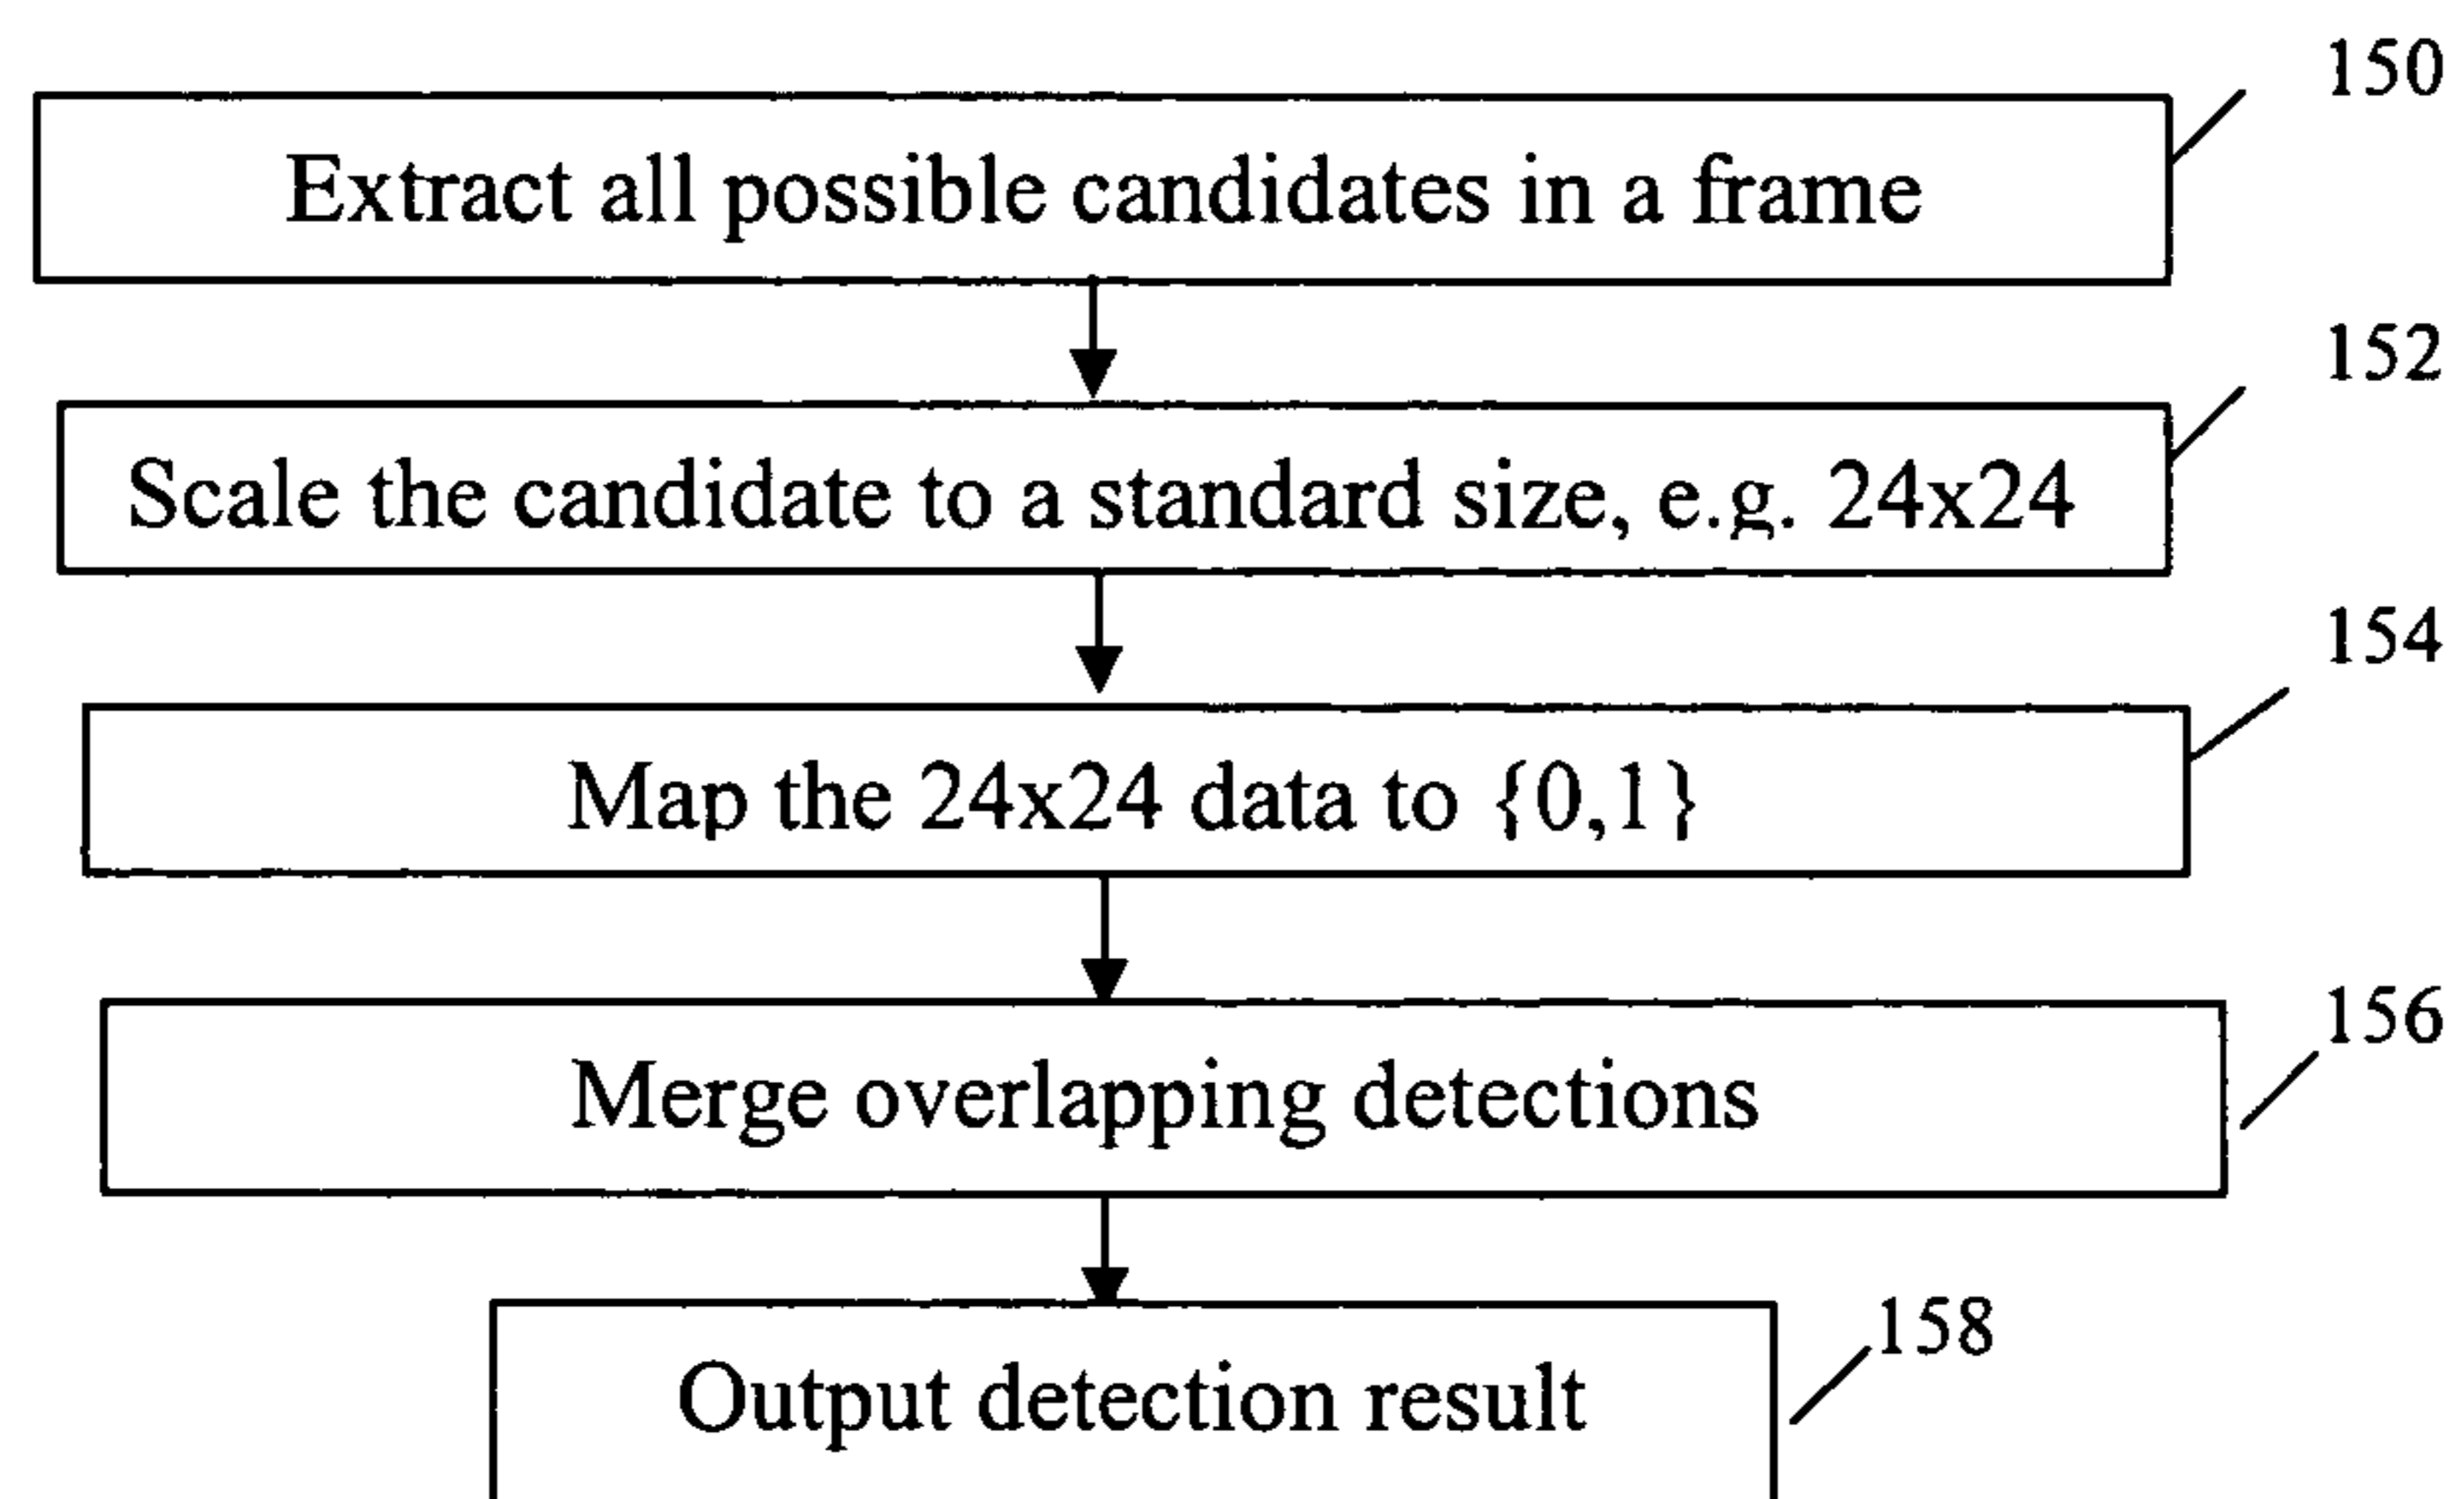 150
Extract all possible candidates in a frame
152
Scale the candidate to a standard size, e.g. 24x24
154
Map the 24x24 data to {0,1}
156
Merge overlapping detections
158
Output detection result